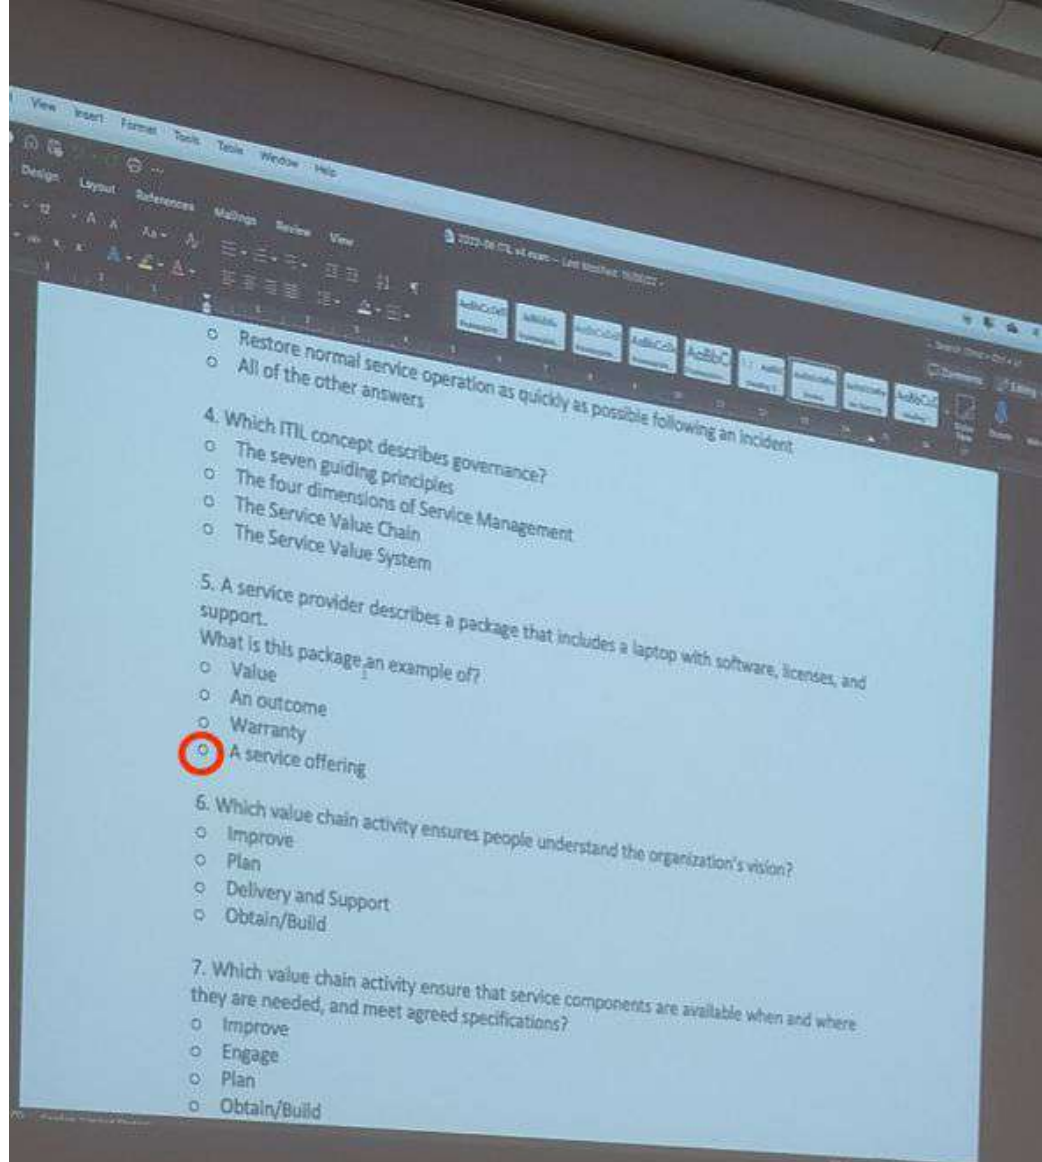 View Insert Format Tools Table Window Help
Design Layout References Mailings Review View
Restore normal service operation as quickly as possible following an incident
All of the other answers
4. Which ITIL concept describes governance?
The seven guiding principles
The four dimensions of Service Management
The Service Value Chain
The Service Value System
5. A service provider describes a package that includes a laptop with software, licenses, and
support.
What is this package an example of?
Value
An outcome
Warranty
A service offering
6. Which value chain activity ensures people understand the organization's vision?
Improve
Plan
Delivery and Support
Obtain/Build
7. Which value chain activity ensure that service components are available when and where
they are needed, and meet agreed specifications?
Improve
Engage
Plan
Obtain/Build